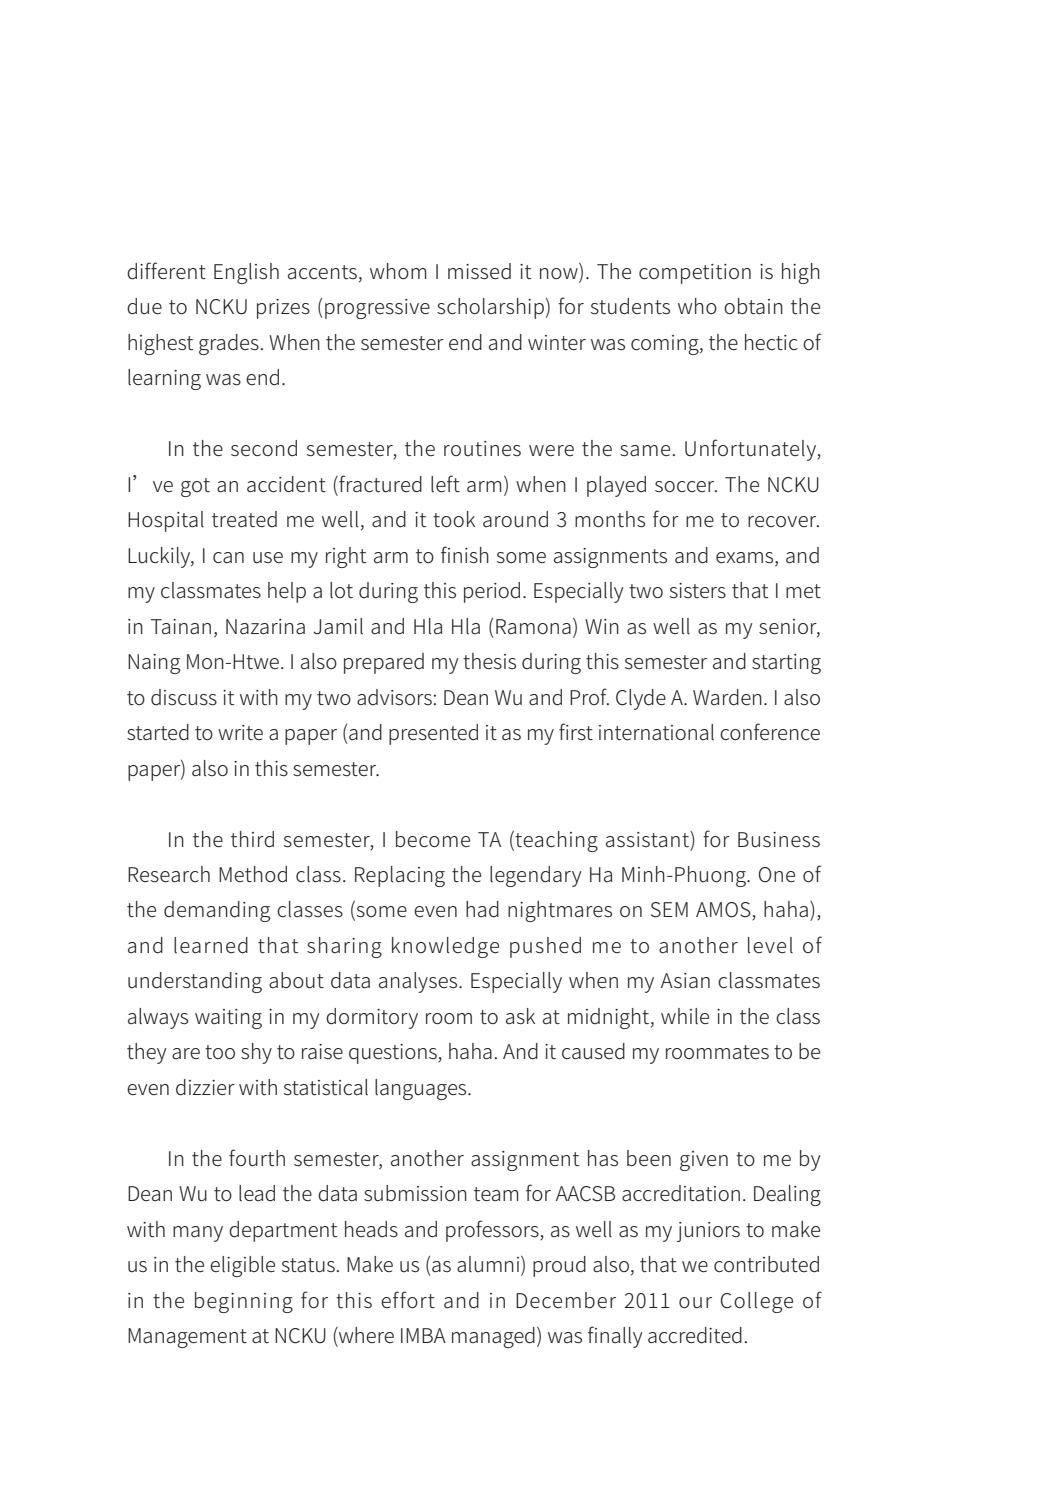 different English accents, whom I missed it now). The competition is high
due to NCKU prizes (progressive scholarship) for students who obtain the
highest grades. When the semester end and winter was coming, the hectic of
learning was end.
In the second semester, the routines were the same. Unfortunately,
I’ve got an accident (fractured left arm) when I played soccer. The NCKU
Hospital treated me well, and it took around 3 months for me to recover.
Luckily, I can use my right arm to finish some assignments and exams, and
my classmates help a lot during this period. Especially two sisters that I met
in Tainan, Nazarina Jamil and Hla Hla (Ramona) Win as well as my senior,
Naing Mon-Htwe. I also prepared my thesis during this semester and starting
to discuss it with my two advisors: Dean Wu and Prof. Clyde A. Warden. I also
started to write a paper (and presented it as my first international conference
paper) also in this semester.
In the third semester, I become TA (teaching assistant) for Business
Research Method class. Replacing the legendary Ha Minh-Phuong. One of
the demanding classes (some even had nightmares on SEM AMOS, haha),
and learned that sharing knowledge pushed me to another level of
understanding about data analyses. Especially when my Asian classmates
always waiting in my dormitory room to ask at midnight, while in the class
they are too shy to raise questions, haha. And it caused my roommates to be
even dizzier with statistical languages.
In the fourth semester, another assignment has been given to me by
Dean Wu to lead the data submission team for AACSB accreditation. Dealing
with many department heads and professors, as well as my juniors to make
us in the eligible status. Make us (as alumni) proud also, that we contributed
in the beginning for this effort and in December 2011 our College of
Management at NCKU (where IMBA managed) was finally accredited.